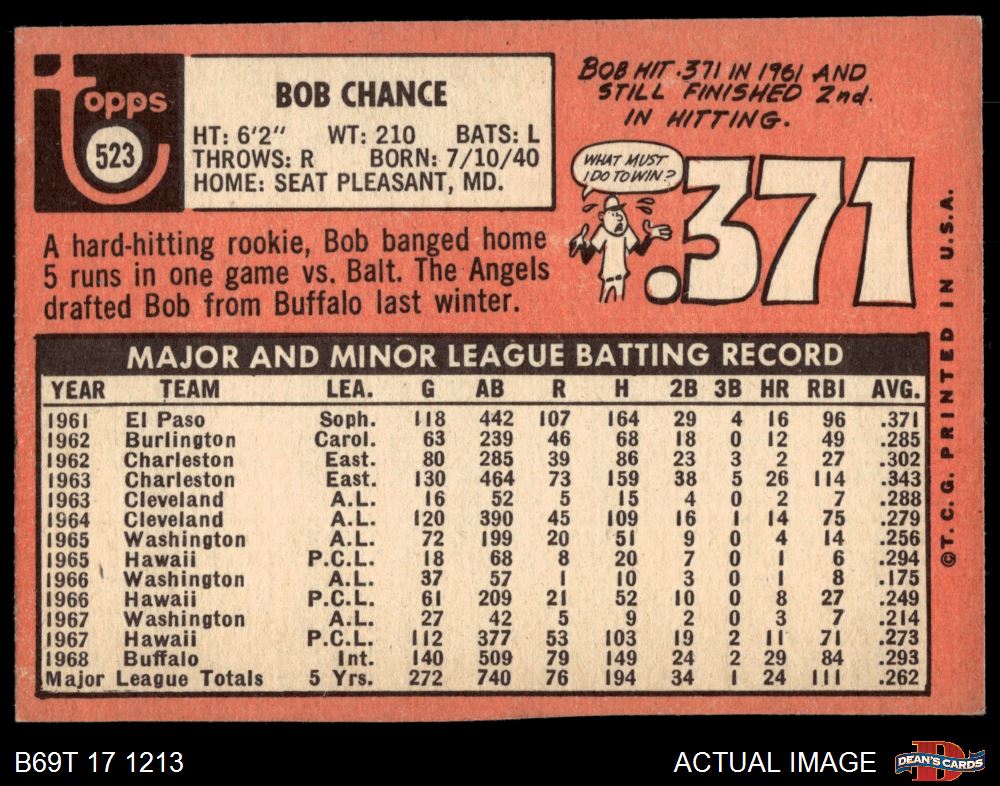 Topps
523
BOB CHANCE
HT: 6'2" WT: 210 BATS: L
THROWS: R BORN: 7/10/40
HOME: SEAT PLEASANT, MD.
BOB HIT .371 IN 1961 AND
STILL FINISHED 2nd.
IN HITTING.
WHAT MUST
I DO TO WIN?
.371
A hard-hitting rookie, Bob banged home
5 runs in one game vs. Balt. The Angels
drafted Bob from Buffalo last winter.
MAJOR AND MINOR LEAGUE BATTING RECORD
YEAR TEAM LEA. G AB R H 2B 3B HR RBI AVG.
1961 El Paso Soph. 118 442 107 164 29 4 16 96 .371
1962 Burlington Carol. 63 239 46 68 18 0 12 49 .285
1962 Charleston East. 80 285 39 86 23 3 2 27 .302
1963 Charleston East. 130 464 73 159 38 5 26 114 .343
1963 Cleveland A.L. 16 52 5 15 4 0 2 7 .288
1964 Cleveland A.L. 120 390 45 109 16 1 14 75 .279
1965 Washington A.L. 72 199 20 51 9 0 4 14 .256
1965 Hawaii P.C.L. 18 68 8 20 7 0 1 6 .294
1966 Washington A.L. 37 57 1 10 3 0 1 8 .175
1966 Hawaii P.C.L. 61 209 21 52 10 0 8 27 .249
1967 Washington A.L. 27 42 5 9 2 0 3 7 .214
1967 Hawaii P.C.L. 112 377 53 103 19 2 11 71 .273
1968 Buffalo Int. 140 509 79 149 24 2 29 84 .293
Major League Totals 5 Yrs. 272 740 76 194 34 1 24 111 .262
©T.C.G. PRINTED IN U.S.A.
B69T 17 1213
ACTUAL IMAGE
DEAN'S CARDS